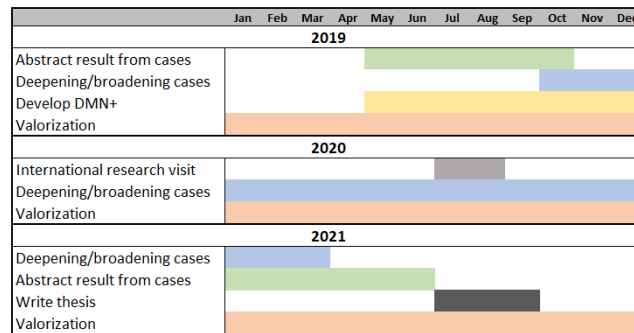 Jan Feb Mar Apr May Jun Jul Aug Sep Oct Nov Dec
2019
Abstract result from cases
Deepening/broadening cases
Develop DMN+
Valorization
2020
International research visit
Deepening/broadening cases
Valorization
2021
Deepening/broadening cases
Abstract result from cases
Write thesis
Valorization